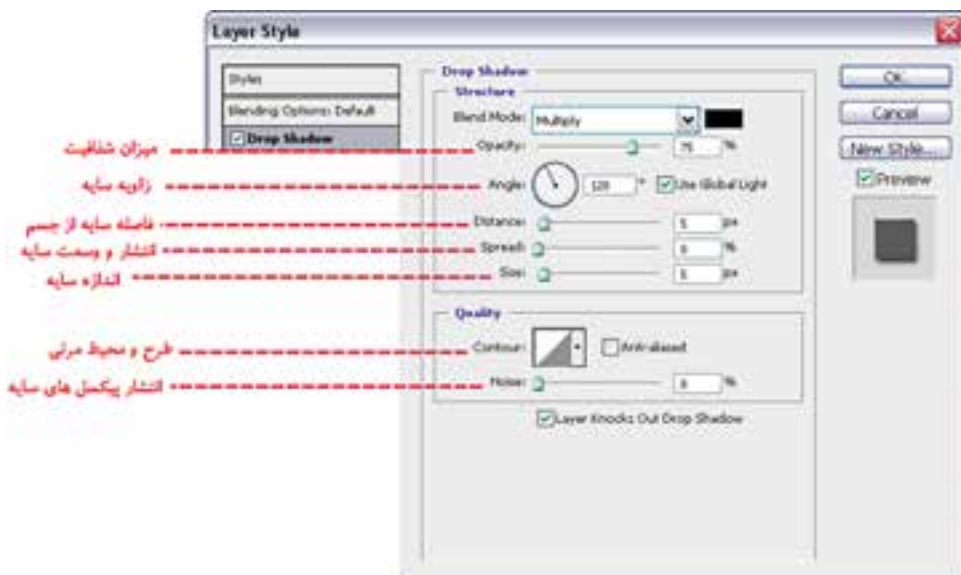 Layer Style
Styles
Blending Options: Default
Drop Shadow
Drop Shadow
Structure
Blend Mode: Multiply
میزان شفافیت
Opacity: 75 %
زاویه سایه
Angle: 120 ° Use Global Light
فاصله سایه از جسم
Distance: 5 px
انتشار و وسعت سایه
Spread: 0 %
اندازه سایه
Size: 5 px
Quality
طرح و محیط مرئی
Contour: Anti-aliased
انتشار پیکسل های سایه
Noise: 0 %
Layer Knocks Out Drop Shadow
OK
Cancel
New Style...
Preview